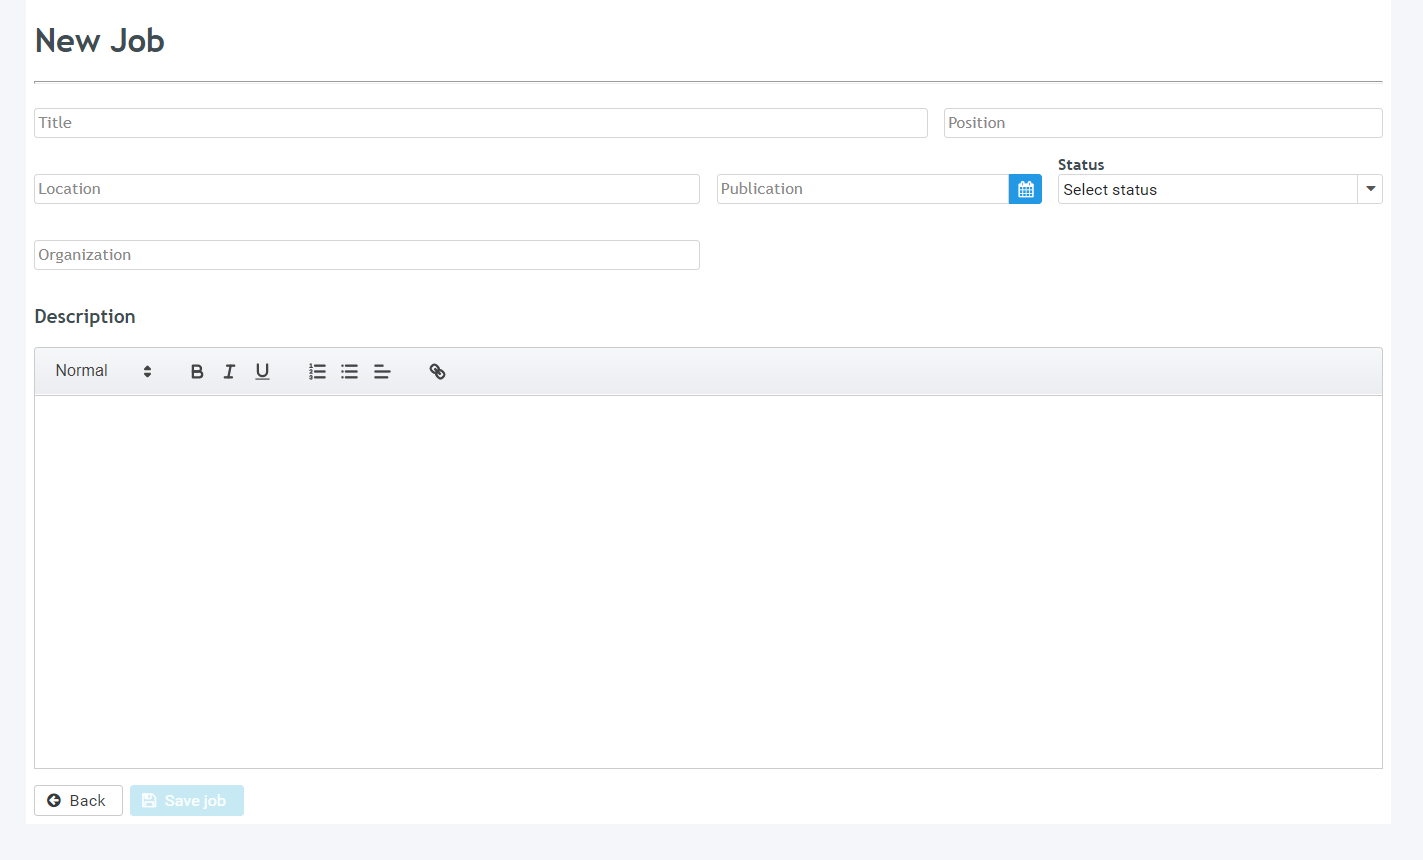 New Job
Title Position
Status
Location Publication Select status
Organization
Description
Normal B I U
Back Save job